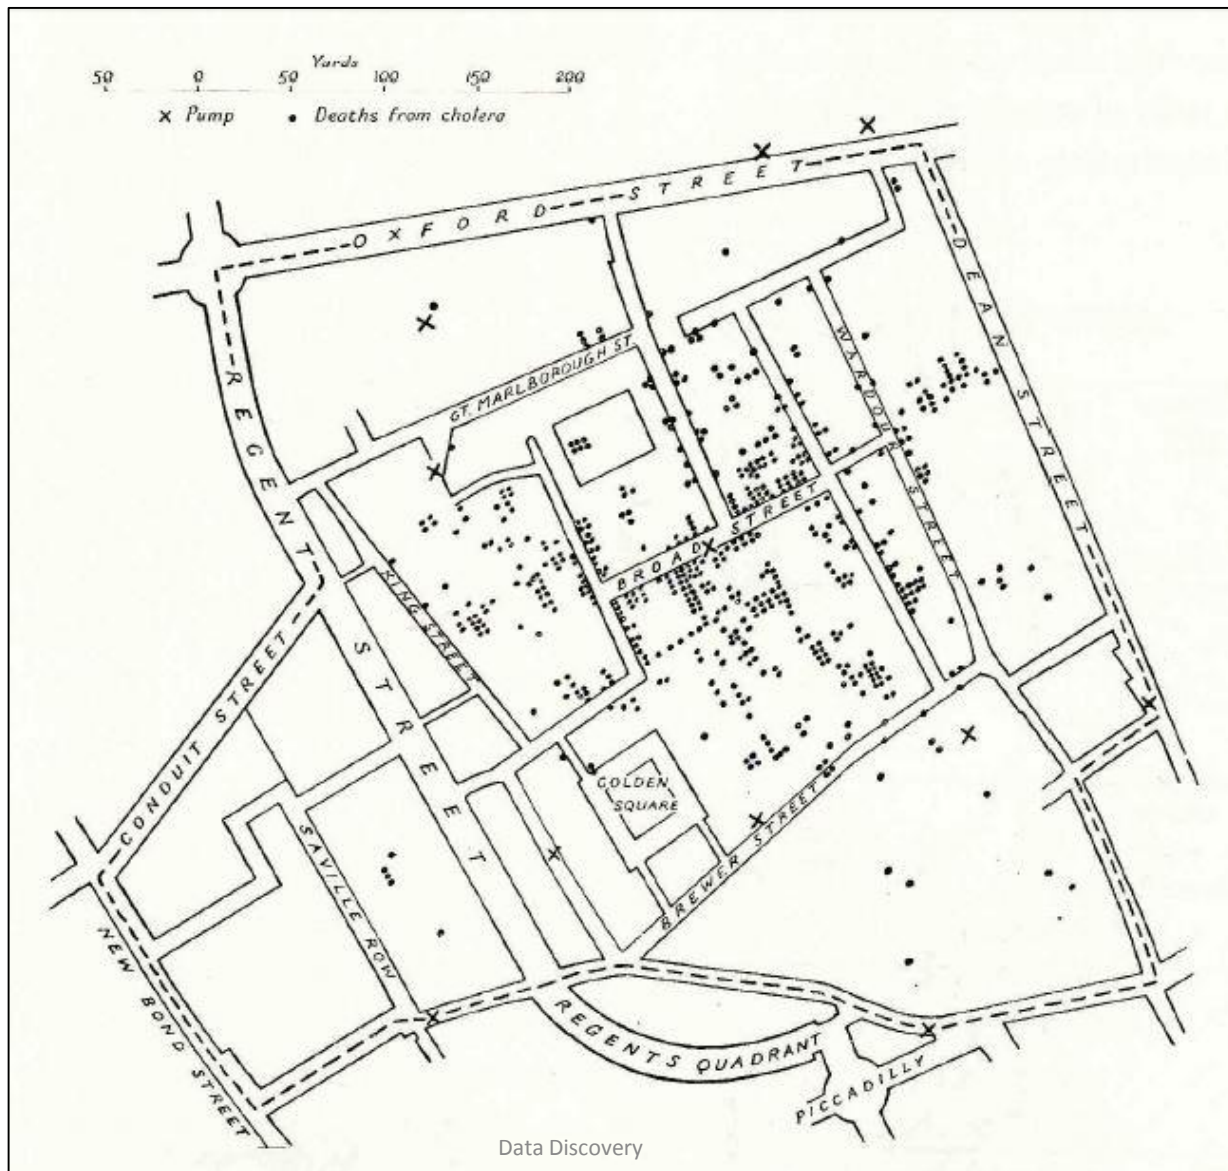 Yards
50 0 50 100 150 200
x Pump • Deaths from cholera
OXFORD STREET
DEAN STREET
REGENT STREET
WARDOUR STREET
GT. MARLBOROUGH ST.
BROAD STREET
KING STREET
CONDUIT STREET
GOLDEN
SQUARE
BREWER STREET
SAVILLE ROW
NEW BOND STREET
REGENTS QUADRANT
PICCADILLY
Data Discovery